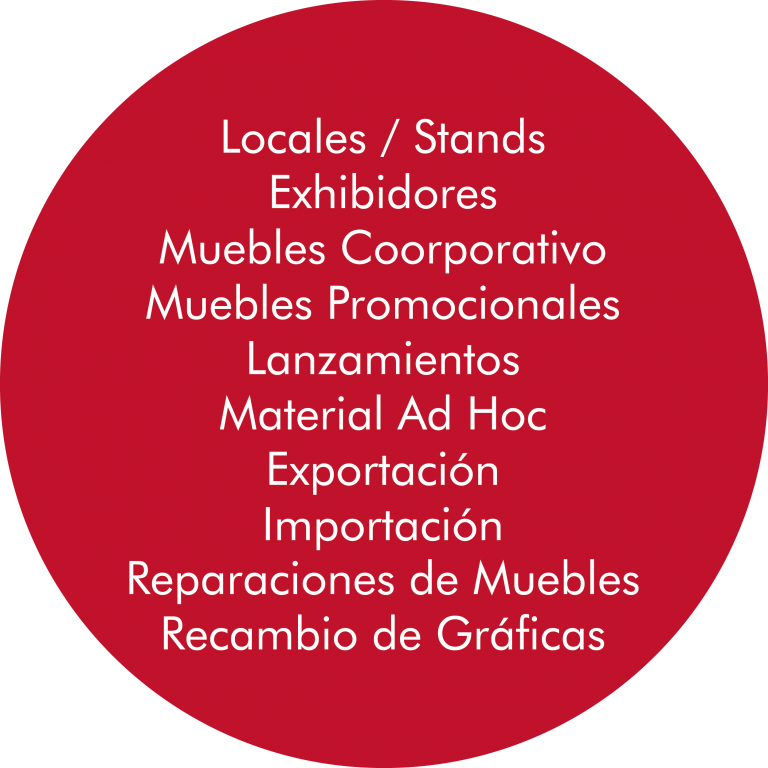 Locales / Stands
Exhibidores
Muebles Coorporativo
Muebles Promocionales
Lanzamientos
Material Ad Hoc
Exportación
Importación
Reparaciones de Muebles
Recambio de Gráficas